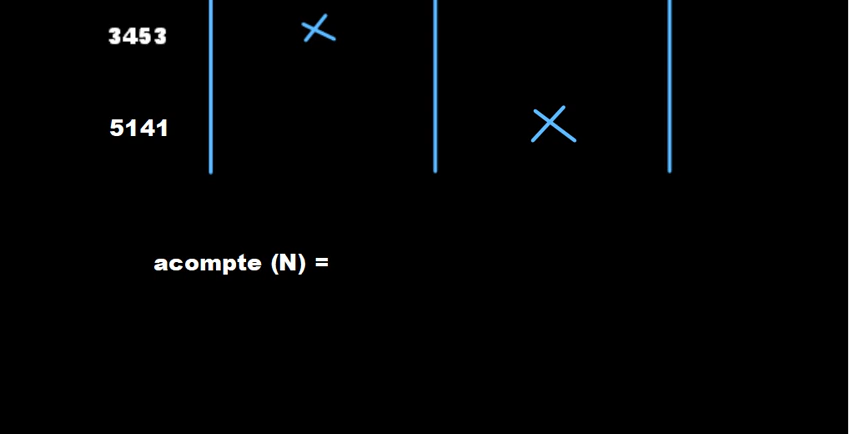 3453
5141
acompte (N) =